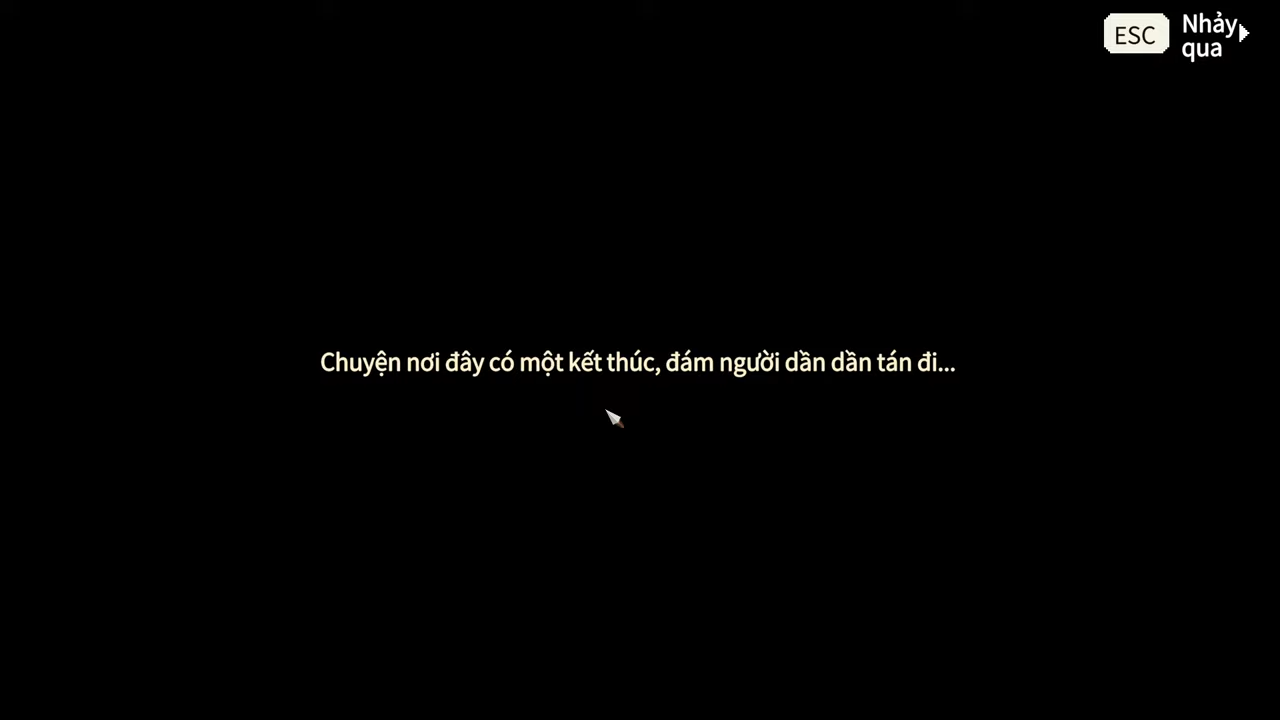 ESC
Nhảy
qua
Chuyện nơi đây có một kết thúc, đám người dần dần tán đi...